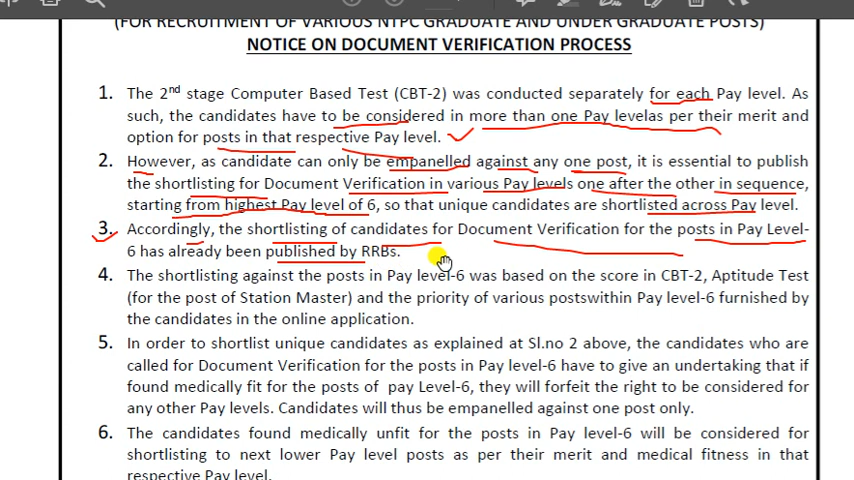 (FOR RECRUITMENT OF VARIOUS NTPC GRADUATE AND UNDER GRADUATE POSTS)
NOTICE ON DOCUMENT VERIFICATION PROCESS
1. The 2nd stage Computer Based Test (CBT-2) was conducted separately for each Pay level. As
such, the candidates have to be considered in more than one Pay levelas per their merit and
option for posts in that respective Pay level.
2. However, as candidate can only be empanelled against any one post, it is essential to publish
the shortlisting for Document Verification in various Pay levels one after the other in sequence,
starting from highest Pay level of 6, so that unique candidates are shortlisted across Pay level.
3. Accordingly, the shortlisting of candidates for Document Verification for the posts in Pay Level-
6 has already been published by RRBs.
4. The shortlisting against the posts in Pay level-6 was based on the score in CBT-2, Aptitude Test
(for the post of Station Master) and the priority of various postswithin Pay level-6 furnished by
the candidates in the online application.
5. In order to shortlist unique candidates as explained at Sl.no 2 above, the candidates who are
called for Document Verification for the posts in Pay level-6 have to give an undertaking that if
found medically fit for the posts of pay Level-6, they will forfeit the right to be considered for
any other Pay levels. Candidates will thus be empanelled against one post only.
6. The candidates found medically unfit for the posts in Pay level-6 will be considered for
shortlisting to next lower Pay level posts as per their merit and medical fitness in that
respective Pay level.